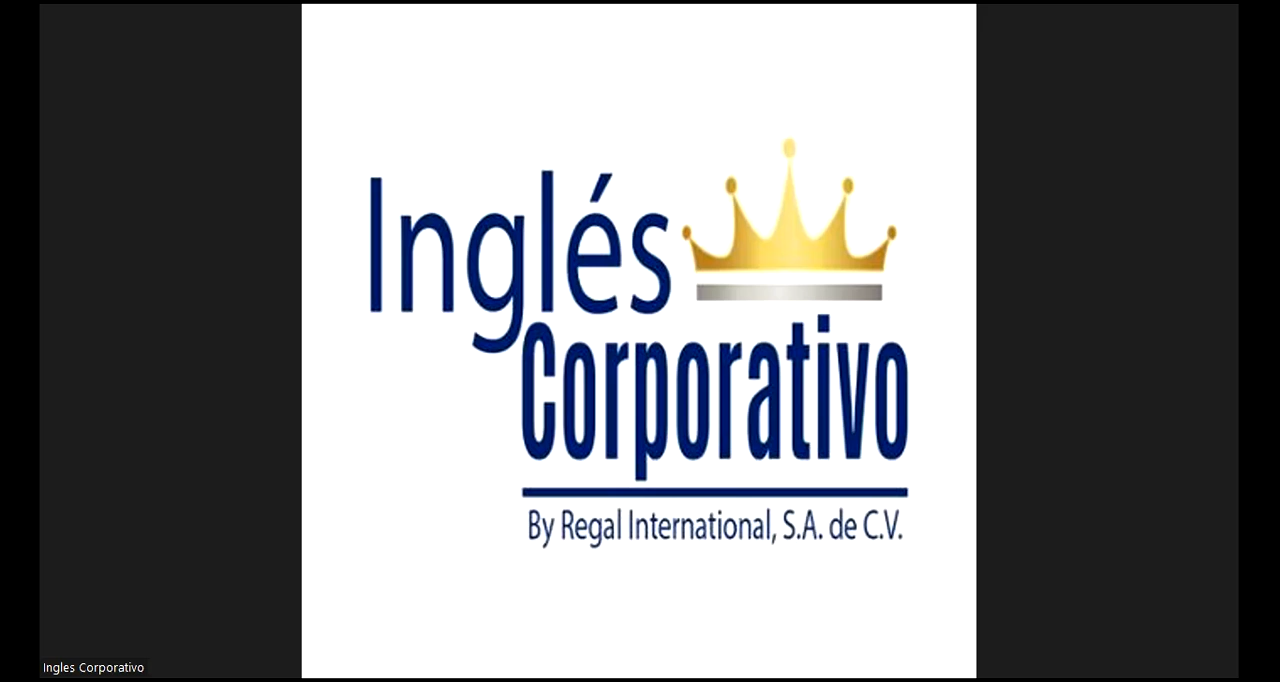 Inglés
Corporativo
By Regal International, S.A. de C.V.
Ingles Corporativo